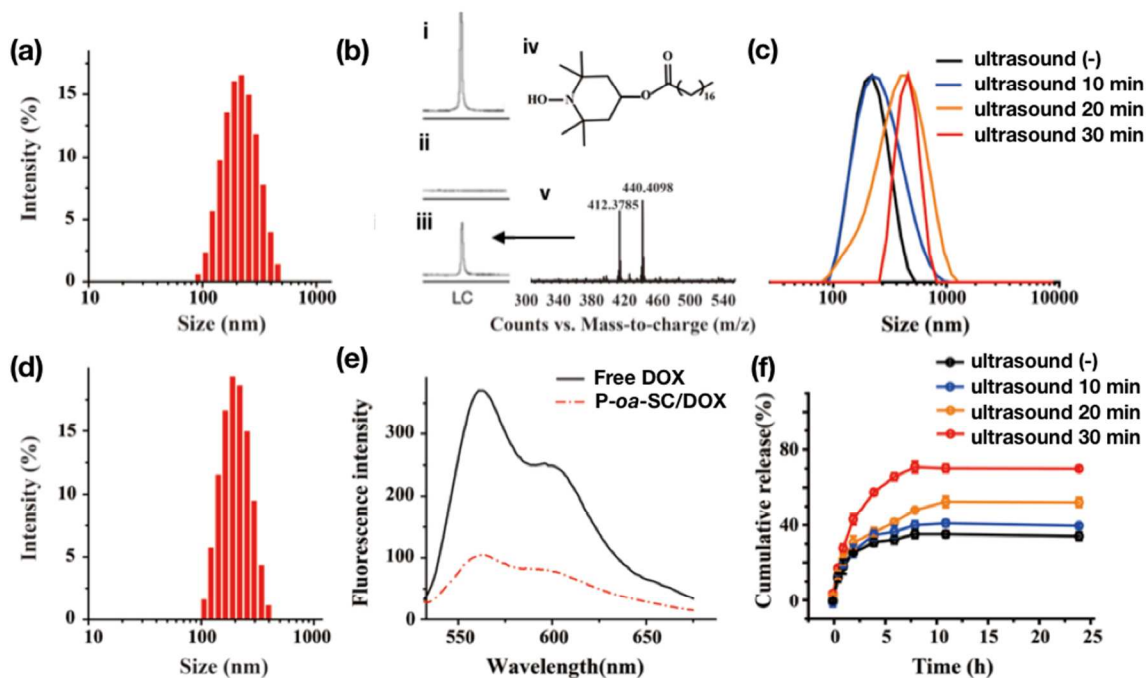 (a)
Intensity (%)
15
10
5
0
10
100
1000
Size (nm)
(b)
i
ii
iii
LC
iv
HO
N
O
O
16
v
412.3785
440.4098
300 340 380 420 460 500 540
Counts vs. Mass-to-charge (m/z)
(c)
ultrasound (-)
ultrasound 10 min
ultrasound 20 min
ultrasound 30 min
100
1000
10000
Size (nm)
(d)
Intensity (%)
15
10
5
0
10
100
1000
Size (nm)
(e)
Free DOX
P-oa-SC/DOX
Fluorescence intensity
300
200
100
0
550
600
650
Wavelength(nm)
(f)
ultrasound (-)
ultrasound 10 min
ultrasound 20 min
ultrasound 30 min
Cumulative release(%)
80
40
0
0 5 10 15 20 25
Time (h)